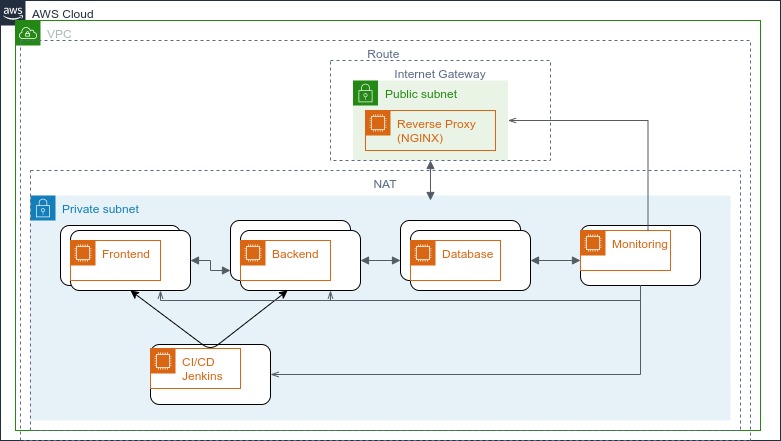 aws
AWS Cloud
VPC
Route
Internet Gateway
Public subnet
Reverse Proxy
(NGINX)
NAT
Private subnet
Frontend
Backend
Database
Monitoring
CI/CD
Jenkins